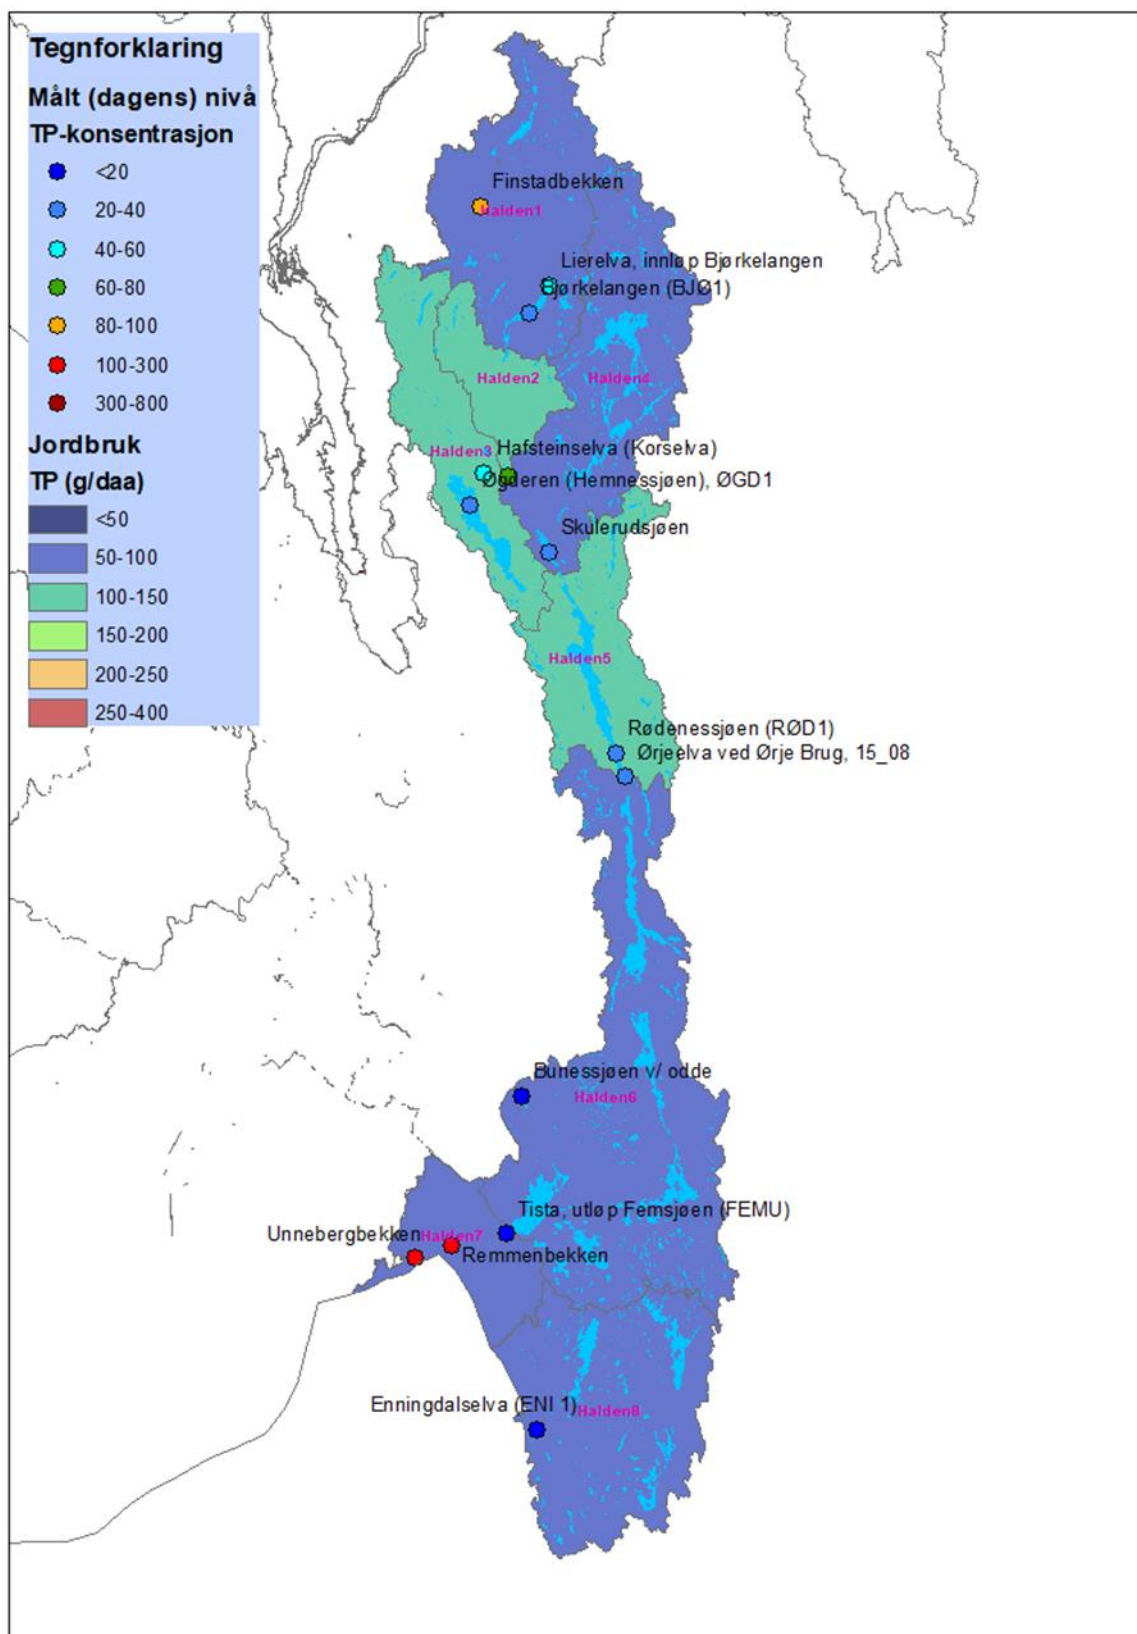 Tegnforklaring
Målt (dagens) nivå
TP-konsentrasjon
<20
20-40
40-60
60-80
80-100
100-300
300-800
Jordbruk
TP (g/daa)
<50
50-100
100-150
150-200
200-250
250-400
Finstadbekken
Halden1
Lierelva, innløp Bjørkelangen
Bjørkelangen (BJØ1)
Halden2
Halden4
Halden3
Hafsteinselva (Korselva)
Øgderen (Hemnessjøen), ØGD1
Skulerudsjøen
Halden5
Rødenessjøen (RØD1)
Ørjeelva ved Ørje Brug, 15_08
Bunessjøen v/ odde
Halden6
Tista, utløp Femsjøen (FEMU)
Unnebergbekken
Halden7
Remmenbekken
Enningdalselva (ENI 1)
Halden8